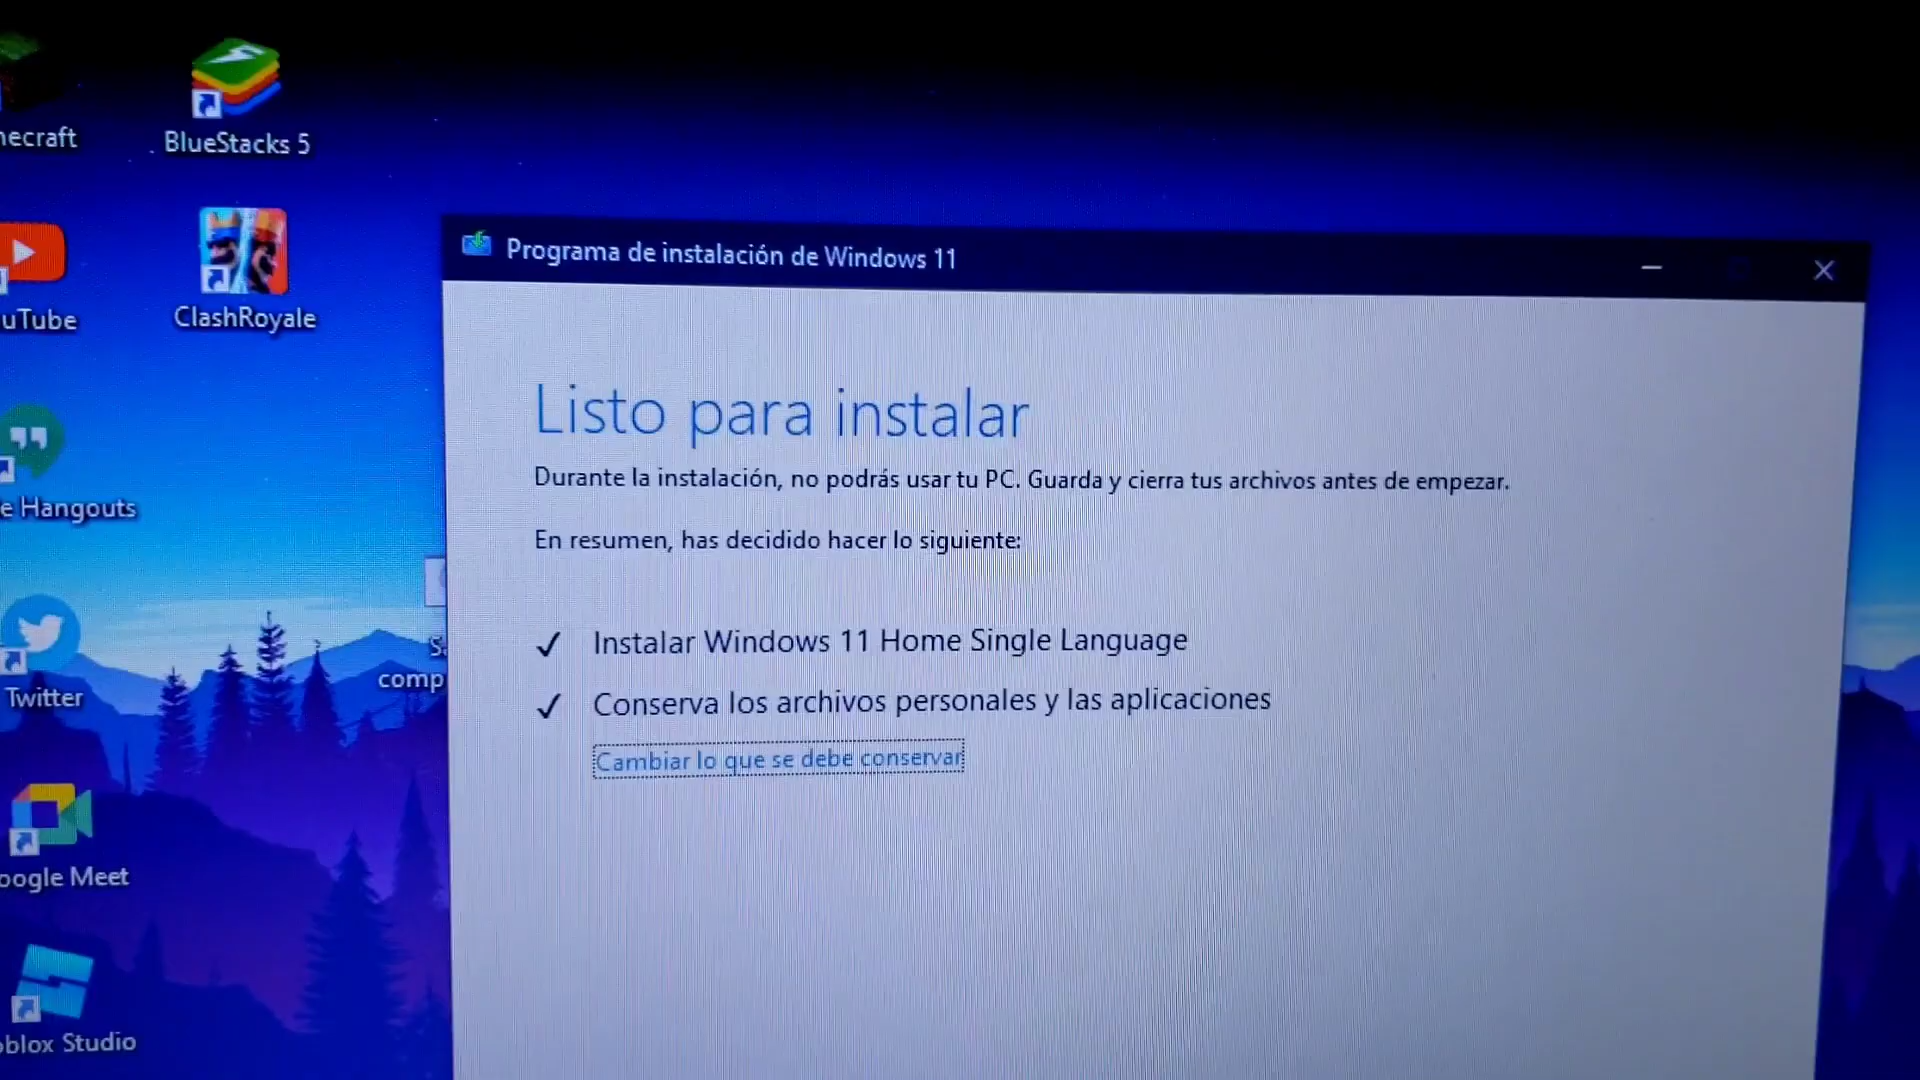 necraft
BlueStacks 5
uTube
ClashRoyale
e Hangouts
Twitter
comp
oogle Meet
oblox Studio
Programa de instalación de Windows 11
Listo para instalar
Durante la instalación, no podrás usar tu PC. Guarda y cierra tus archivos antes de empezar.
En resumen, has decidido hacer lo siguiente:
Instalar Windows 11 Home Single Language
Conserva los archivos personales y las aplicaciones
Cambiar lo que se debe conservar